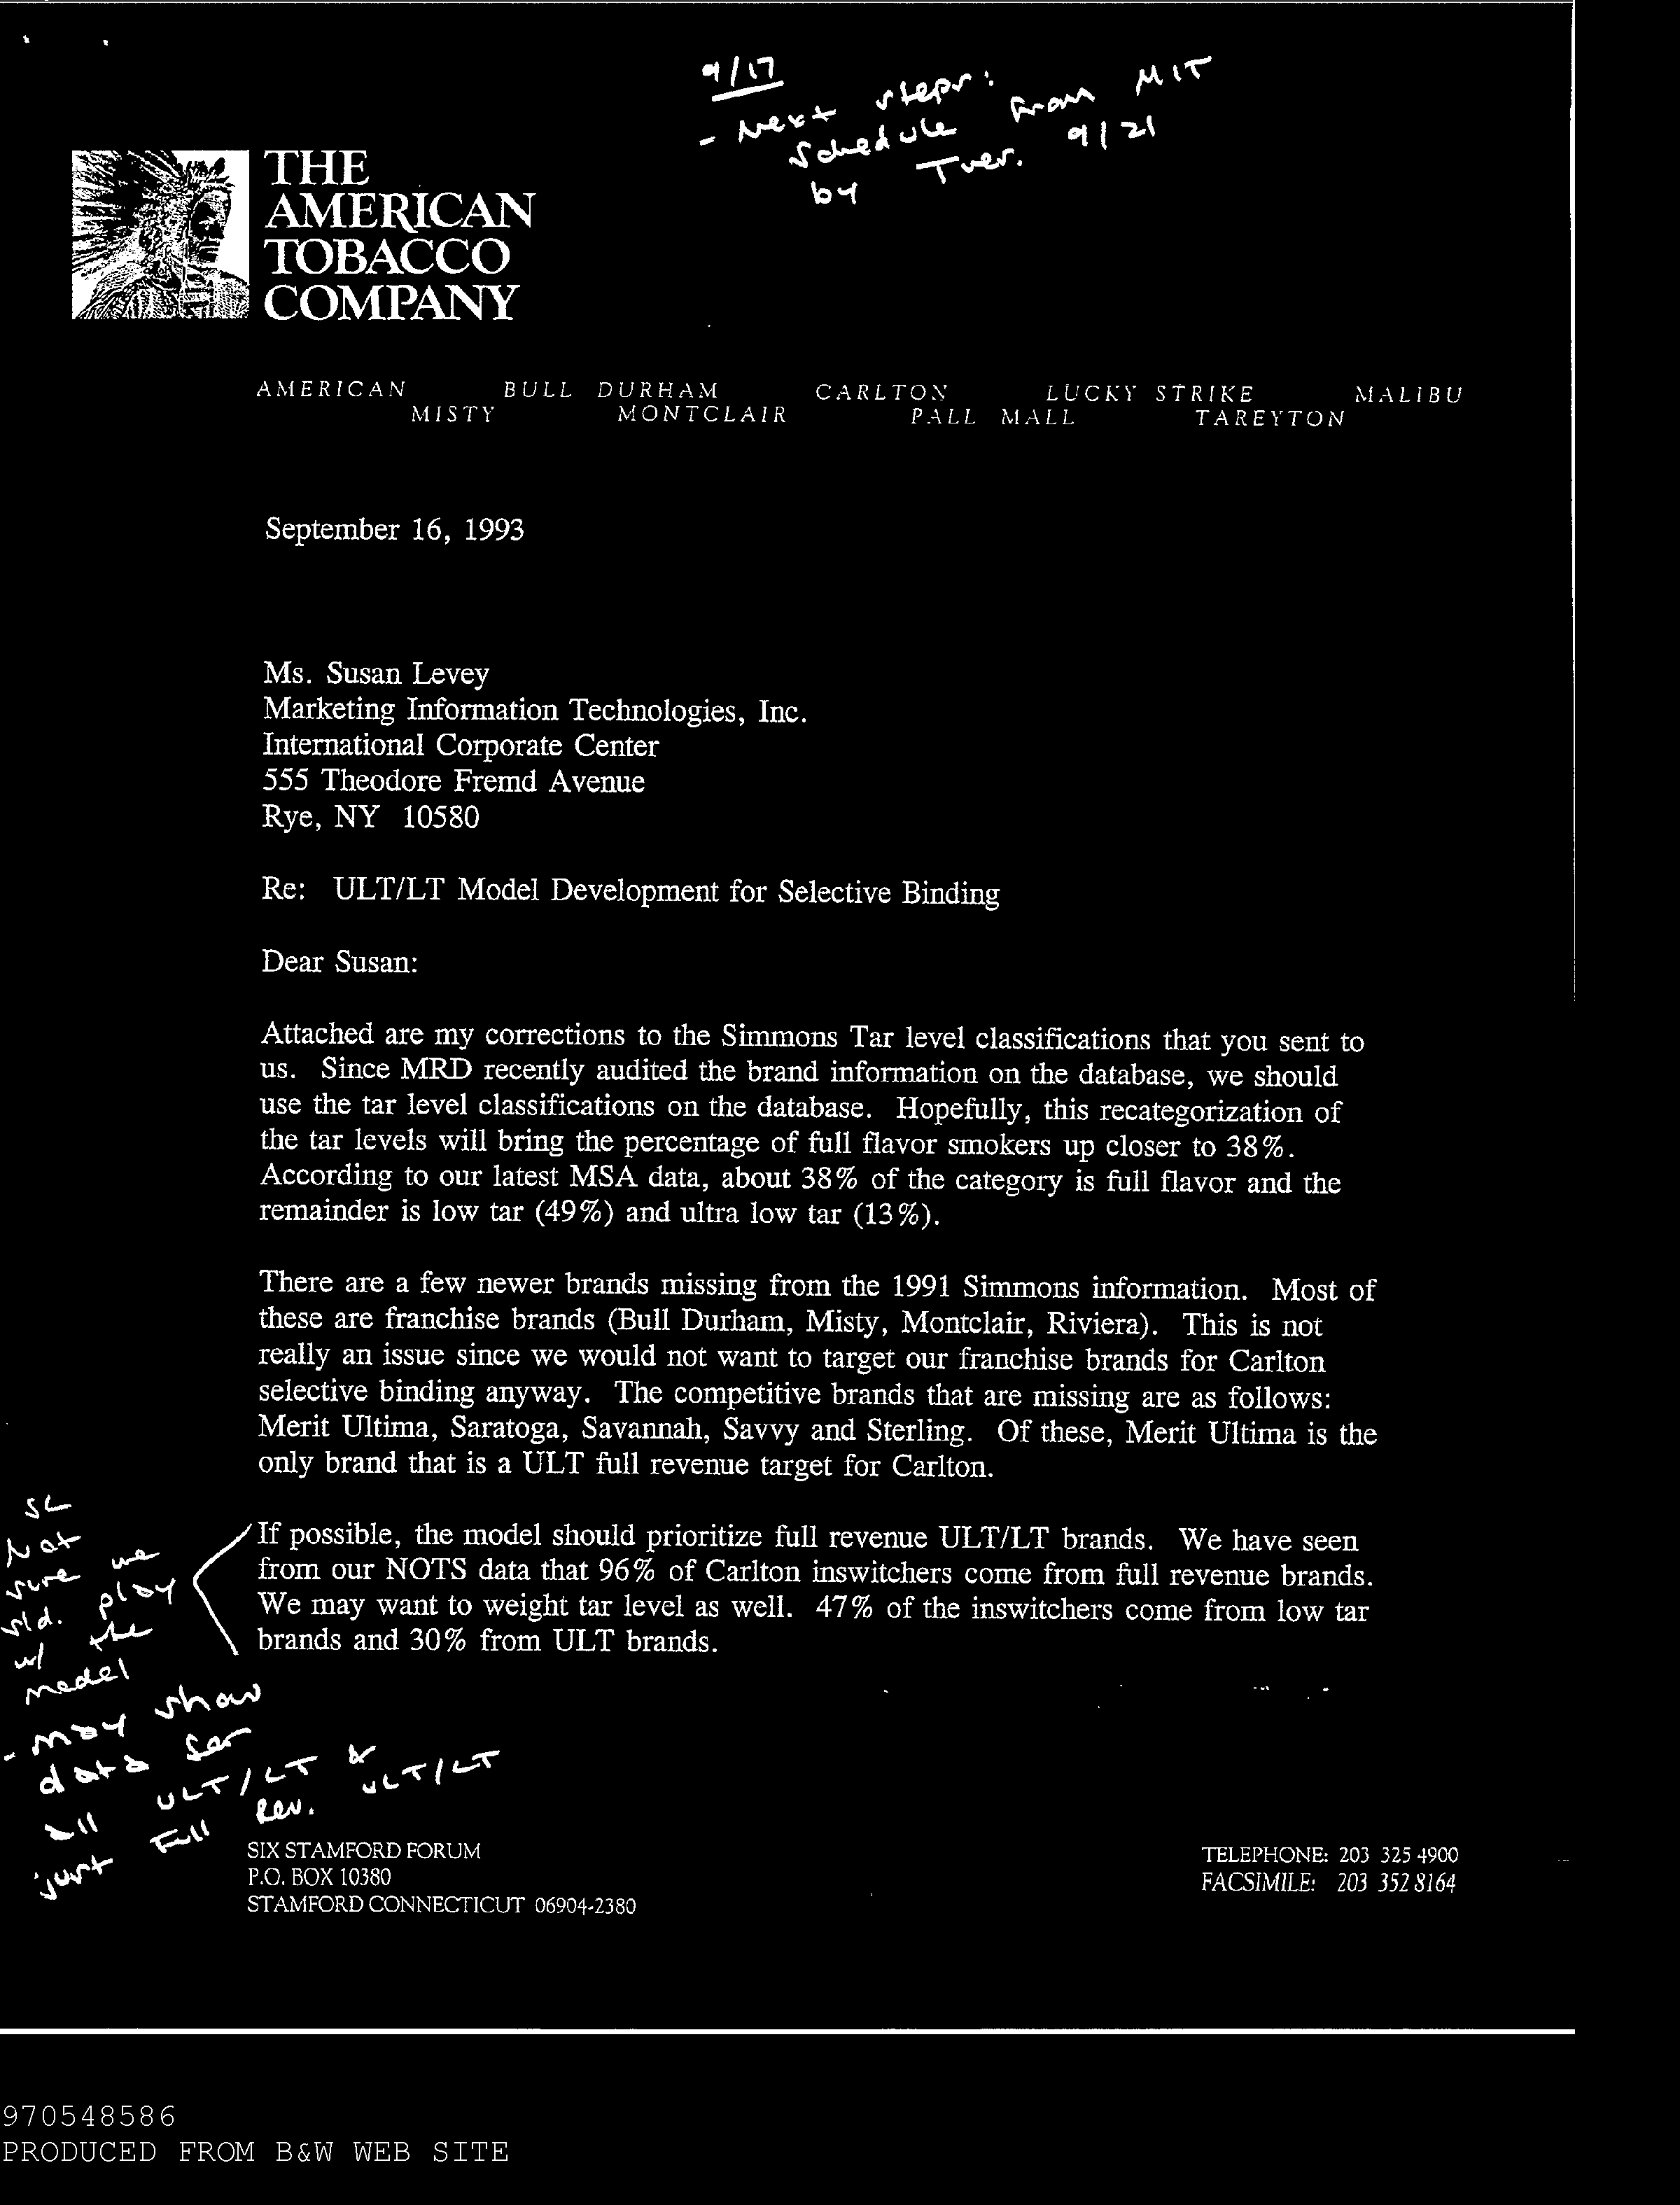 9/17
- Next steps:
Schedule from MIT
by Tues. 9/21
THE
AMERICAN
TOBACCO
COMPANY
AMERICAN BULL DURHAM CARLTON LUCKY STRIKE MALIBU
MISTY MONTCLAIR PALL MALL TAREYTON
September 16, 1993
Ms. Susan Levey
Marketing Information Technologies, Inc.
International Corporate Center
555 Theodore Fremd Avenue
Rye, NY 10580
Re: ULT/LT Model Development for Selective Binding
Dear Susan:
Attached are my corrections to the Simmons Tar level classifications that you sent to
us. Since MRD recently audited the brand information on the database, we should
use the tar level classifications on the database. Hopefully, this recategorization of
the tar levels will bring the percentage of full flavor smokers up closer to 38%.
According to our latest MSA data, about 38% of the category is full flavor and the
remainder is low tar (49%) and ultra low tar (13%).
There are a few newer brands missing from the 1991 Simmons information. Most of
these are franchise brands (Bull Durham, Misty, Montclair, Riviera). This is not
really an issue since we would not want to target our franchise brands for Carlton
selective binding anyway. The competitive brands that are missing are as follows:
Merit Ultima, Saratoga, Savannah, Savvy and Sterling. Of these, Merit Ultima is the
only brand that is a ULT full revenue target for Carlton.
If possible, the model should prioritize full revenue ULT/LT brands. We have seen
from our NOTS data that 96% of Carlton inswitchers come from full revenue brands.
We may want to weight tar level as well. 47% of the inswitchers come from low tar
brands and 30% from ULT brands.
SL
Not
sure we
sld. play
w/ the
model
- may show
data for
all ULT/LT & ULT/LT
just Full Rev.
SIX STAMFORD FORUM
P.O. BOX 10380
STAMFORD CONNECTICUT 06904-2380
TELEPHONE: 203 325 4900
FACSIMILE: 203 352 8164
970548586
PRODUCED FROM B&W WEB SITE